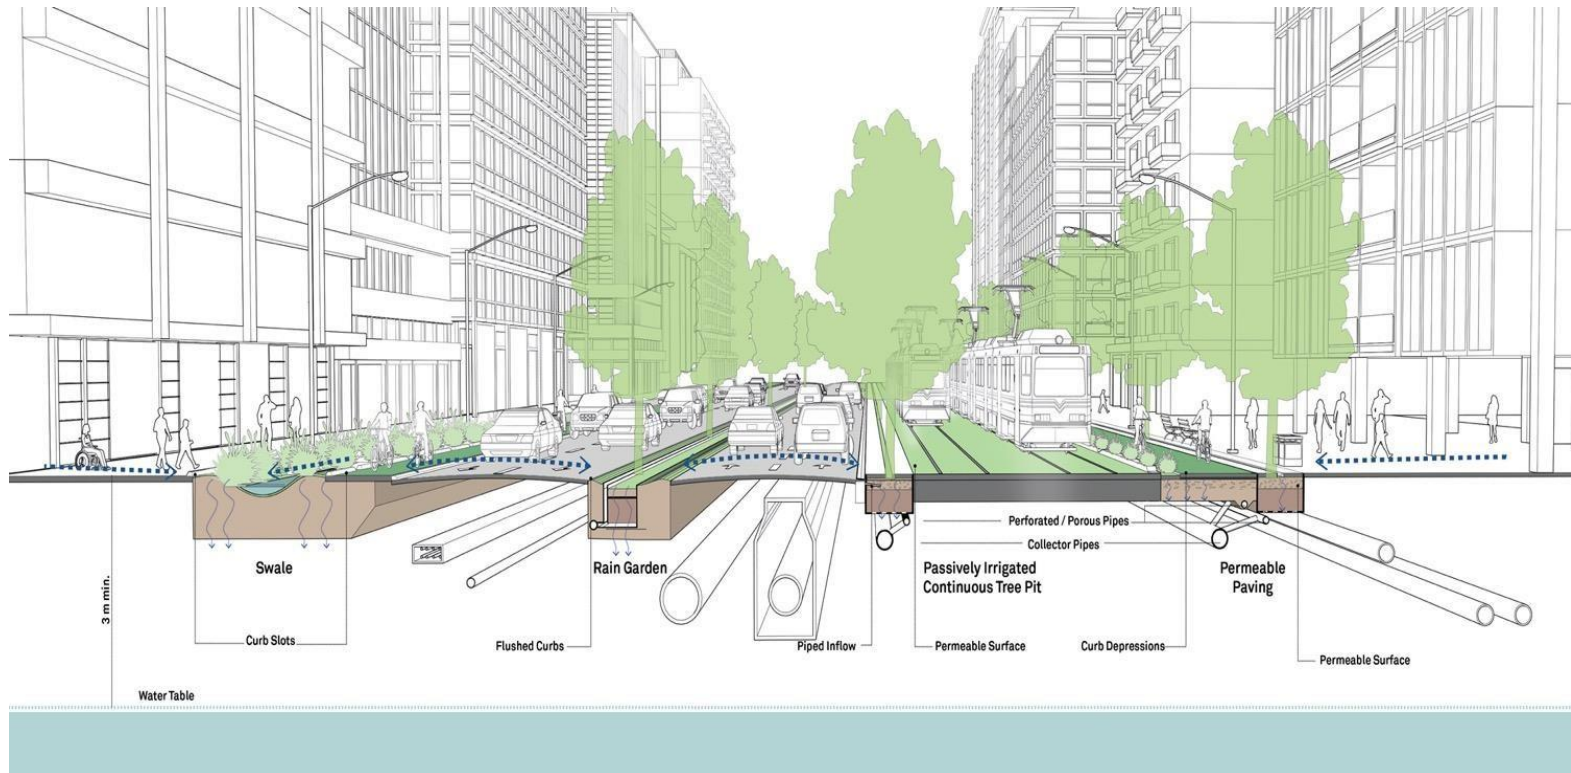 Perforated / Porous Pipes
Collector Pipes
Swale
Rain Garden
Passively Irrigated
Continuous Tree Pit
Permeable
Paving
3 m min.
Curb Slots
Flushed Curbs
Piped Inflow
Permeable Surface
Curb Depressions
Permeable Surface
Water Table